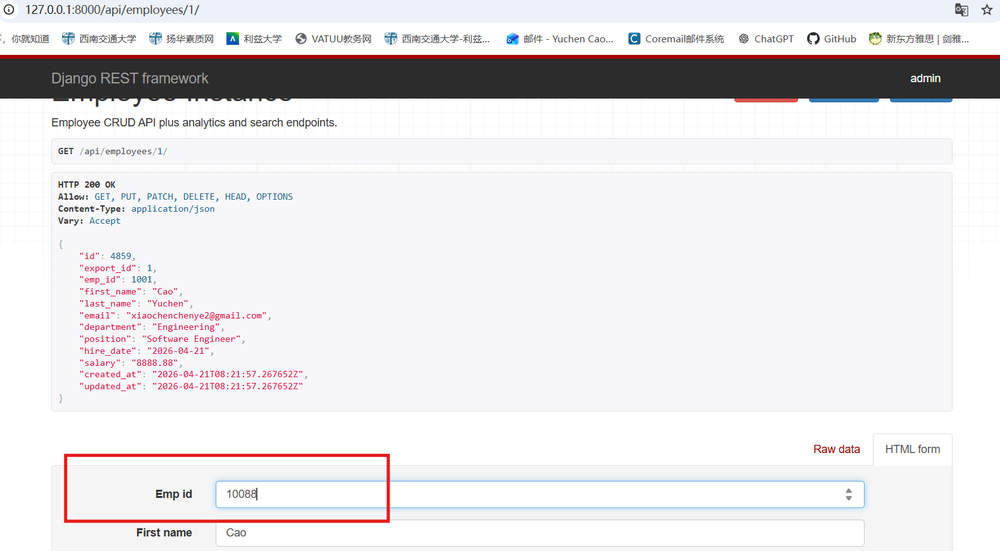 127.0.0.1:8000/api/employees/1/
，你就知道 西南交通大学 扬华素质网 利兹大学 VATUU教务网 西南交通大学-利兹... 邮件 - Yuchen Cao... Coremail邮件系统 ChatGPT GitHub 新东方雅思 | 剑雅...
Django REST framework admin
Employee Instance
Employee CRUD API plus analytics and search endpoints.
GET /api/employees/1/
HTTP 200 OK
Allow: GET, PUT, PATCH, DELETE, HEAD, OPTIONS
Content-Type: application/json
Vary: Accept
{
    "id": 4859,
    "export_id": 1,
    "emp_id": 1001,
    "first_name": "Cao",
    "last_name": "Yuchen",
    "email": "xiaochenchenye2@gmail.com",
    "department": "Engineering",
    "position": "Software Engineer",
    "hire_date": "2026-04-21",
    "salary": "8888.88",
    "created_at": "2026-04-21T08:21:57.267652Z",
    "updated_at": "2026-04-21T08:21:57.267652Z"
}
Raw data HTML form
Emp id 10088
First name Cao